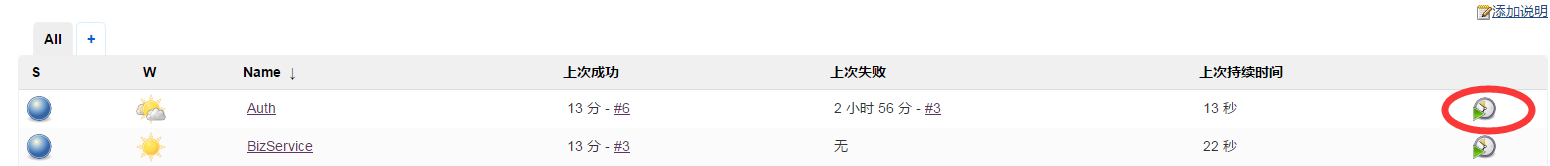 添加说明
All +
S W Name ↓ 上次成功 上次失败 上次持续时间
Auth 13 分 - #6 2 小时 56 分 - #3 13 秒
BizService 13 分 - #3 无 22 秒